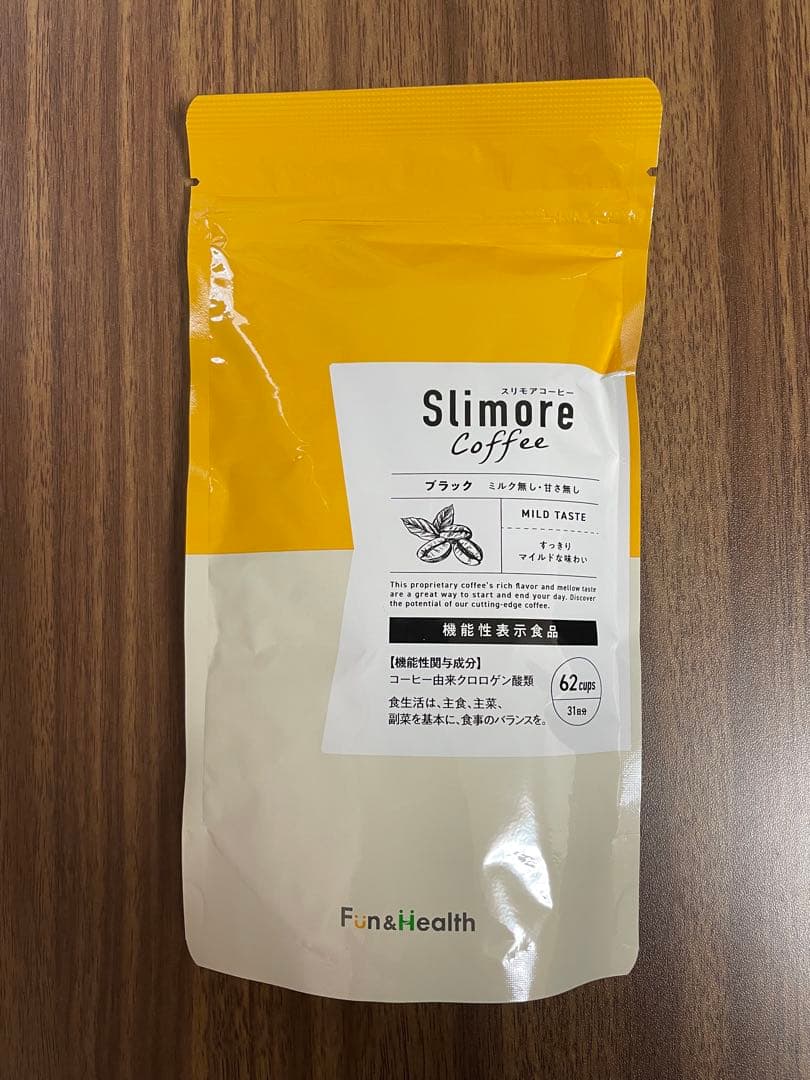 スリモアコーヒー
Slimore
Coffee
ブラック ミルク無し・甘さ無し
MILD TASTE
すっきり
マイルドな味わい
This proprietary coffee's rich flavor and mellow taste
are a great way to start and end your day. Discover
the potential of our cutting-edge coffee.
機能性表示食品
【機能性関与成分】
コーヒー由来クロロゲン酸類
食生活は、主食、主菜、
副菜を基本に、食事のバランスを。
62cups
31日分
Fun&Health